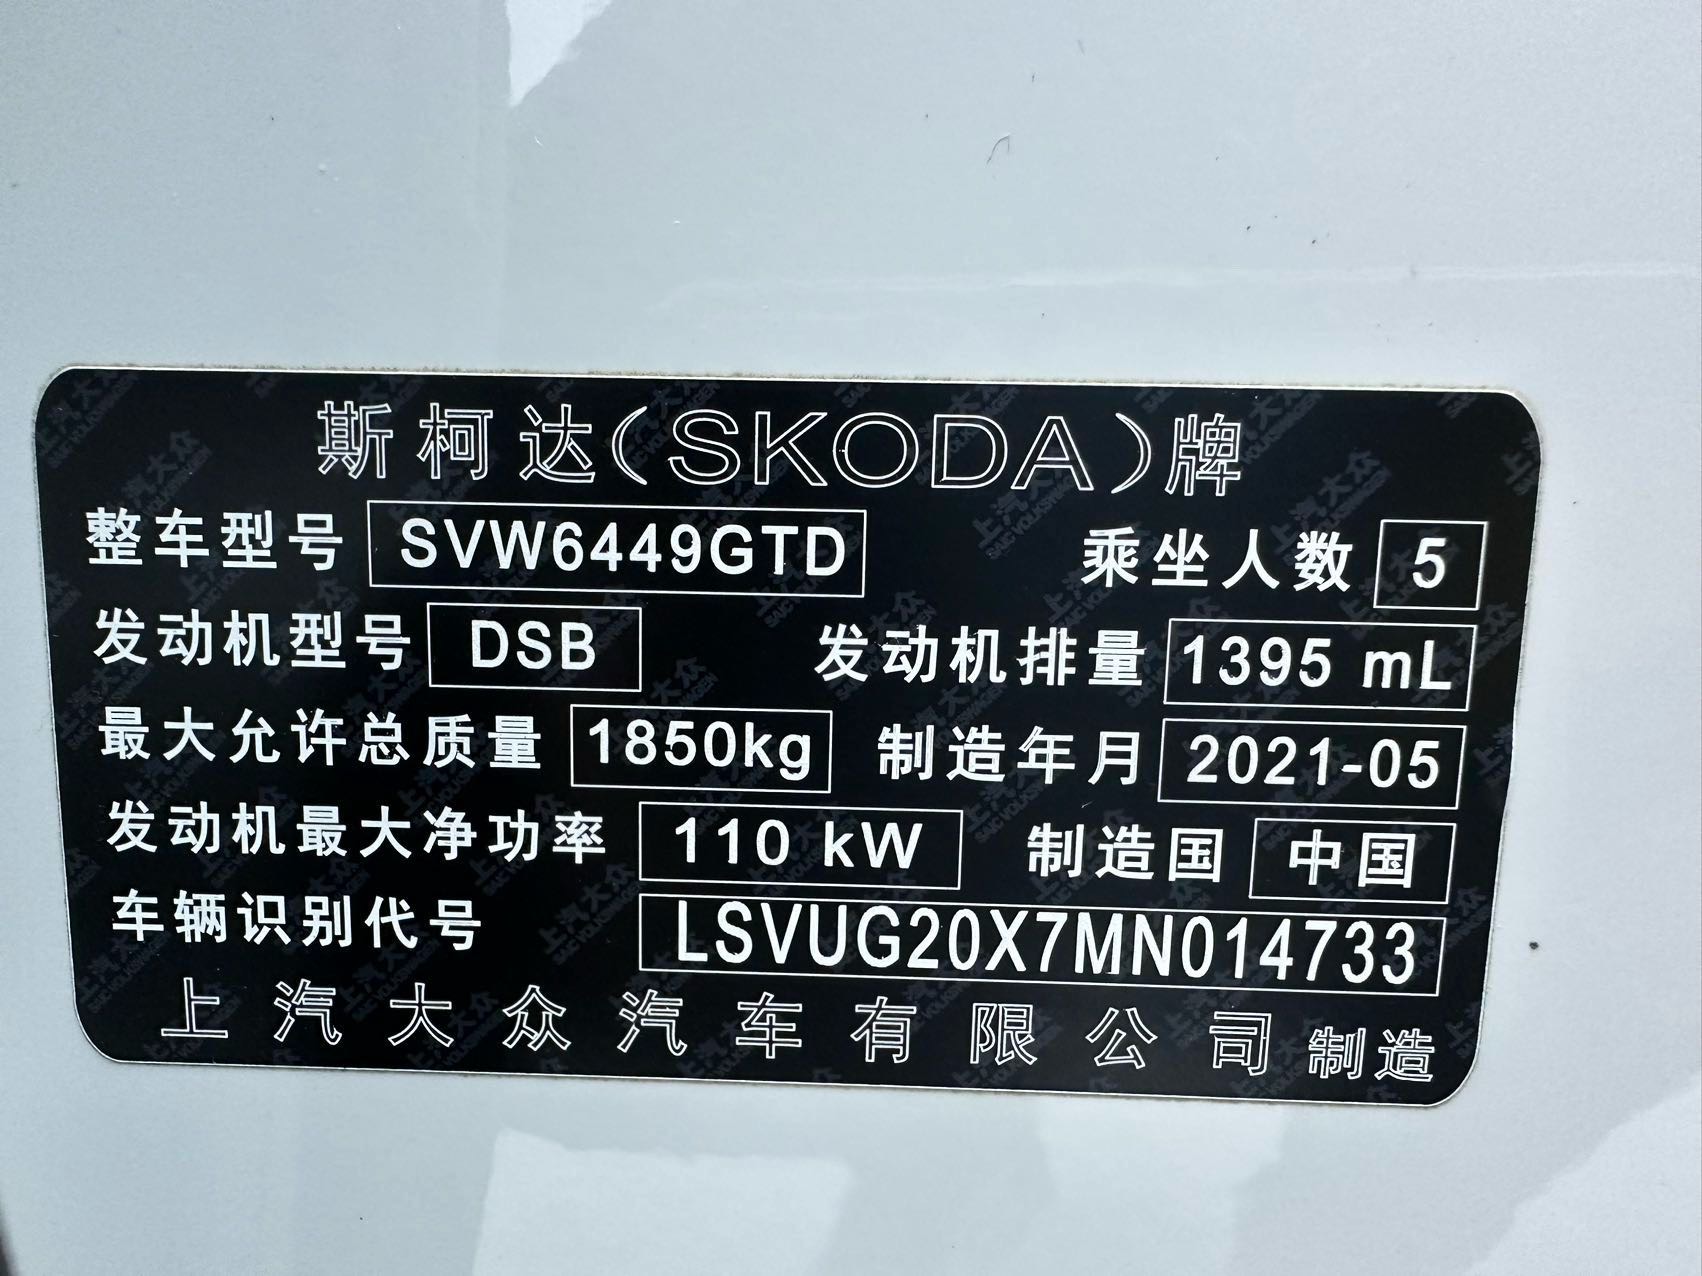 斯柯达(SKODA)牌
整车型号 SVW6449GTD 乘坐人数 5
发动机型号 DSB 发动机排量 1395 mL
最大允许总质量 1850kg 制造年月 2021-05
发动机最大净功率 110 kW 制造国 中国
车辆识别代号 LSVUG20X7MN014733
上汽大众汽车有限公司 制造